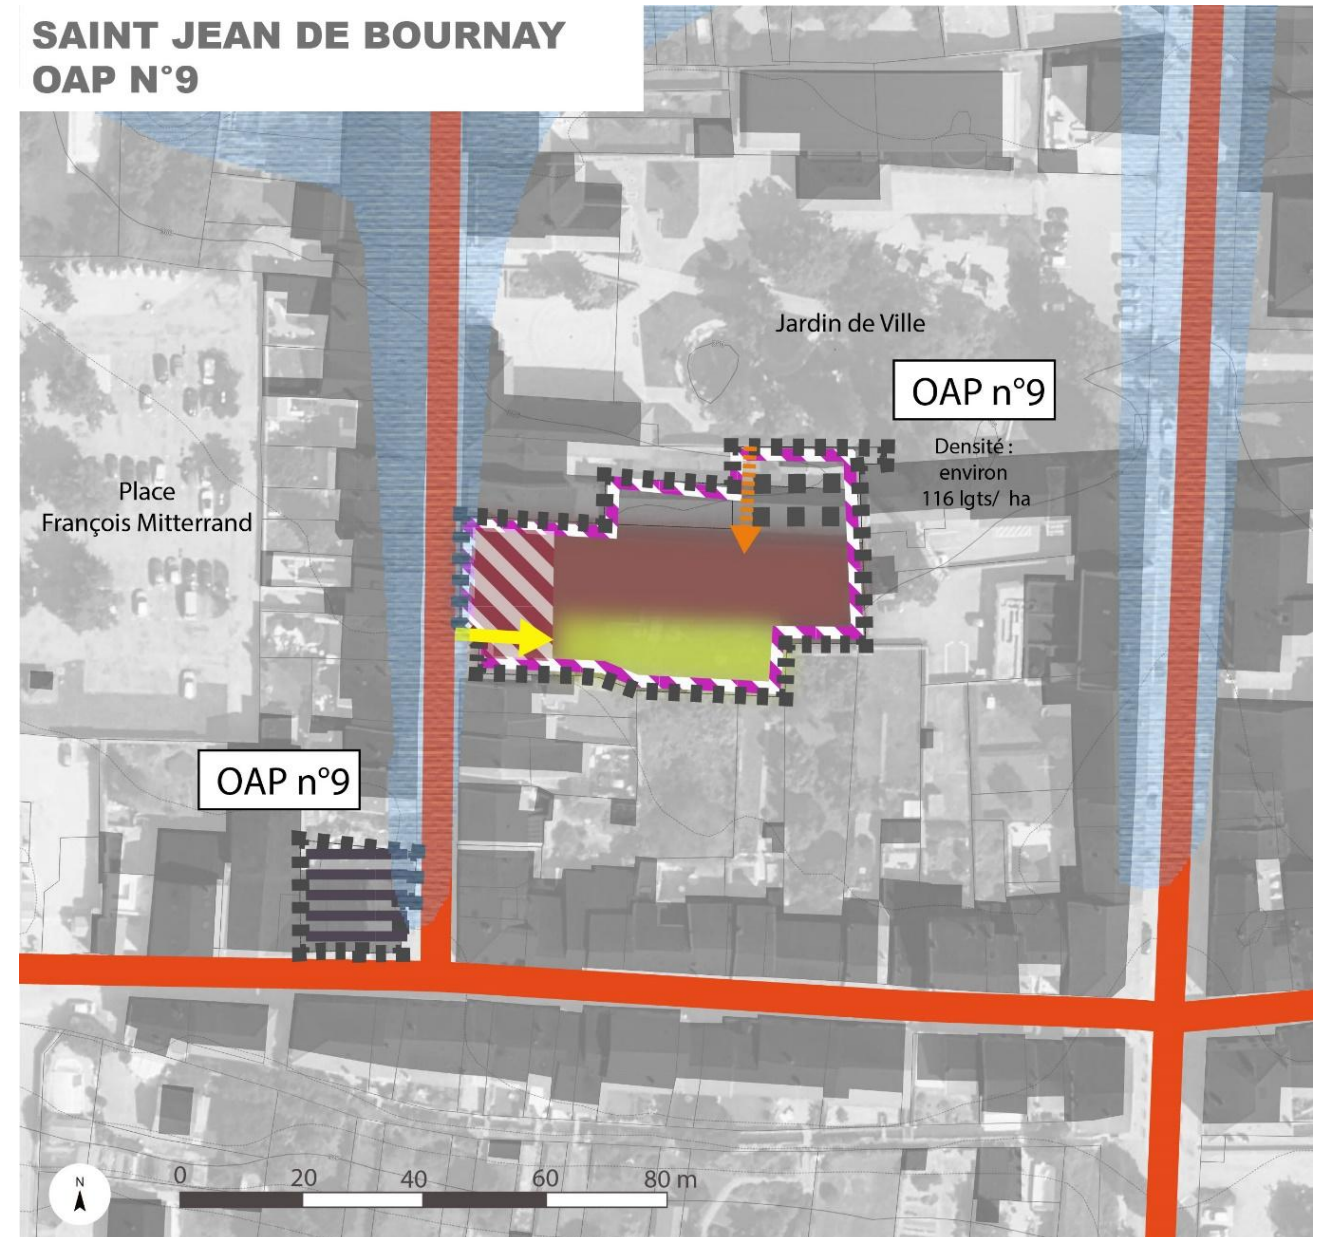 SAINT JEAN DE BOURNAY
OAP N°9
Jardin de Ville
OAP n°9
Densité :
environ
116 lgts/ ha
Place
François Mitterrand
OAP n°9
N
0 20 40 60 80 m